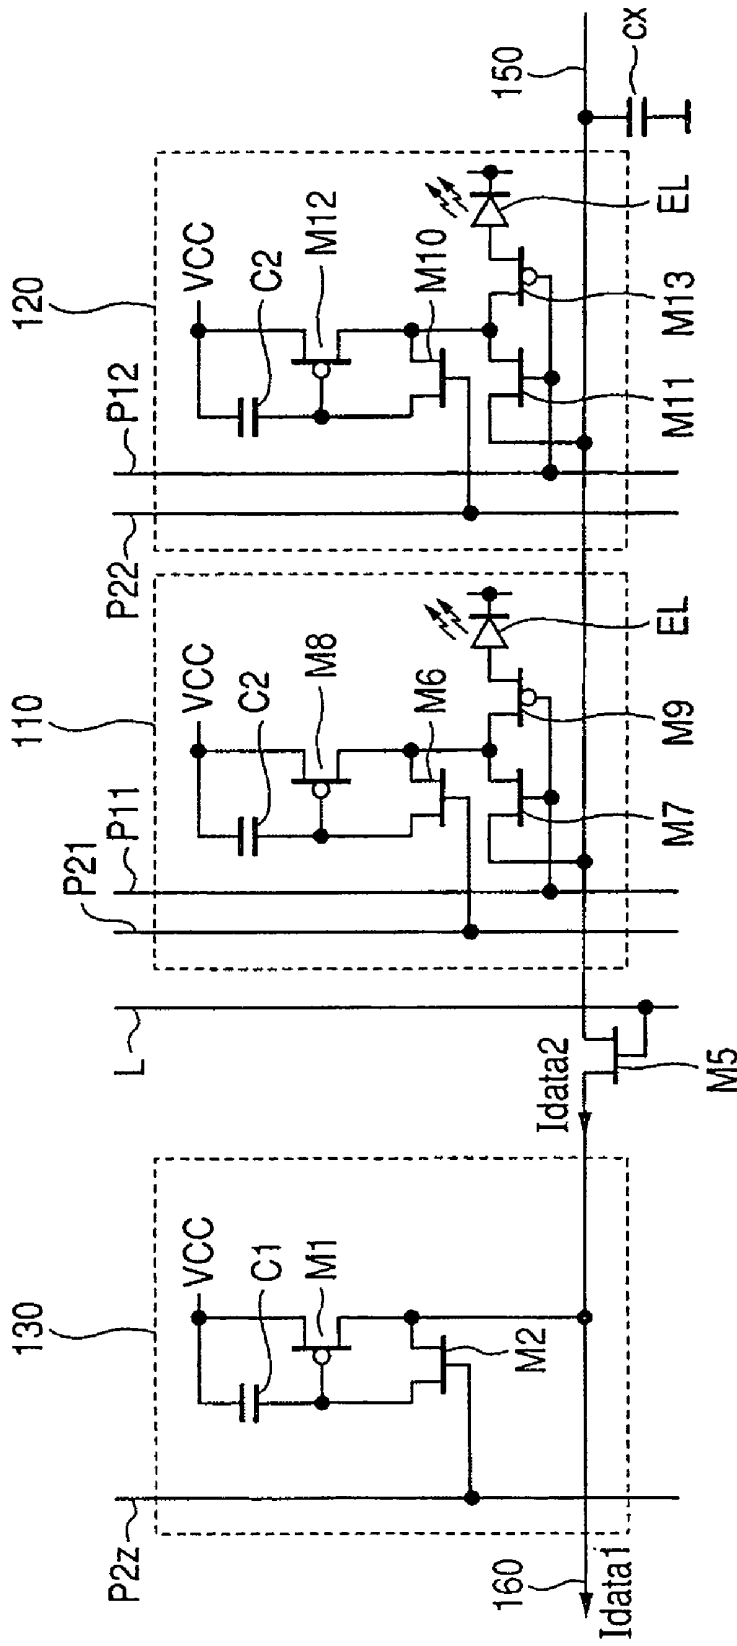 130
VCC
C1
M1
M2
P2z
160
Idata1
Idata2
L
M5
110
P21
P11
VCC
C2
M8
M6
EL
M7
M9
120
P22
P12
VCC
C2
M12
M10
EL
M11
M13
150
CX